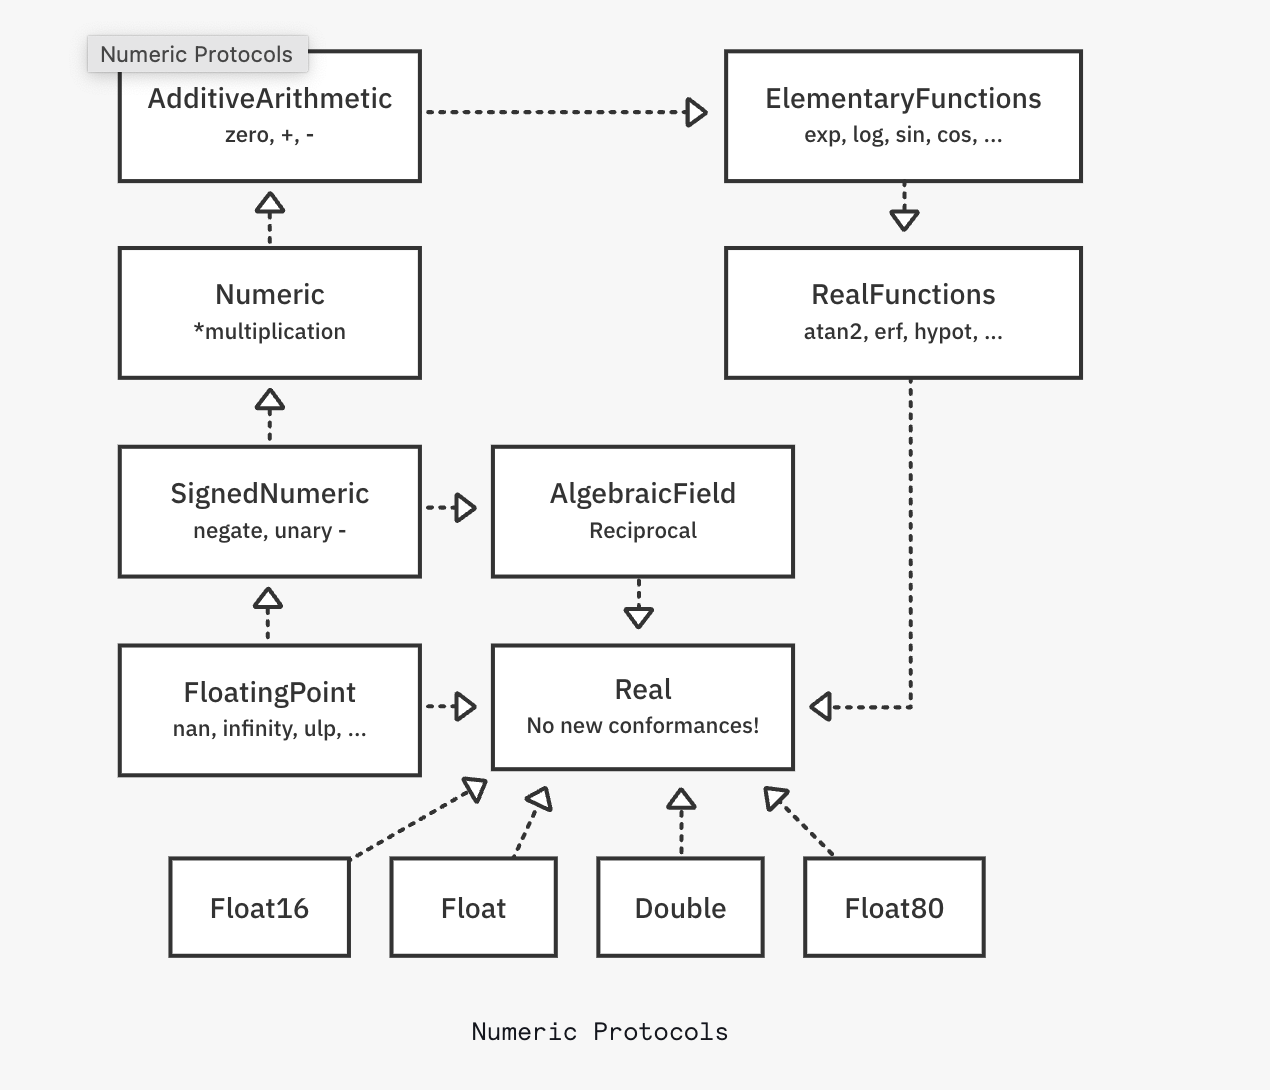 Numeric Protocols
AdditiveArithmetic
zero, +, -
ElementaryFunctions
exp, log, sin, cos, ...
Numeric
*multiplication
RealFunctions
atan2, erf, hypot, ...
SignedNumeric
negate, unary -
AlgebraicField
Reciprocal
FloatingPoint
nan, infinity, ulp, ...
Real
No new conformances!
Float16
Float
Double
Float80
Numeric Protocols